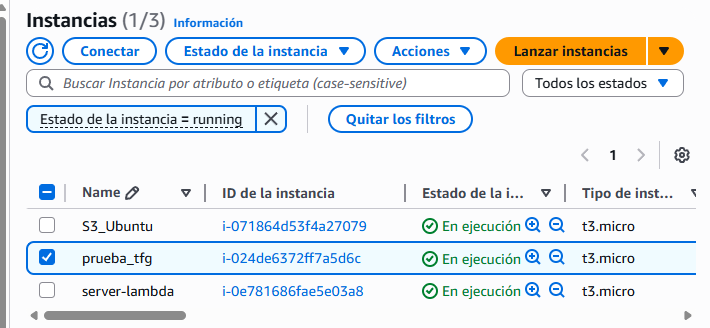 Instancias (1/3) Información
Conectar Estado de la instancia Acciones Lanzar instancias
Buscar Instancia por atributo o etiqueta (case-sensitive) Todos los estados
Estado de la instancia = running Quitar los filtros
1
Name ID de la instancia Estado de la i... Tipo de inst...
S3_Ubuntu i-071864d53f4a27079 En ejecución t3.micro
prueba_tfg i-024de6372ff7a5d6c En ejecución t3.micro
server-lambda i-0e781686fae5e03a8 En ejecución t3.micro